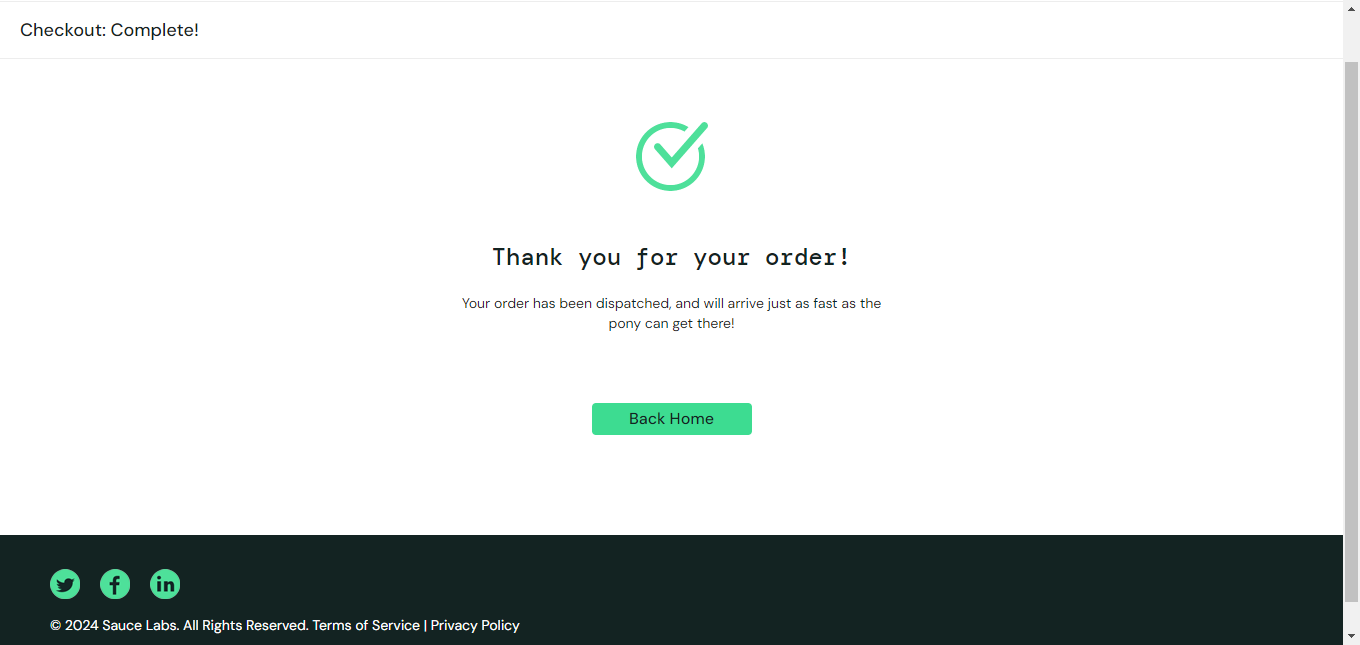 Checkout: Complete!
Thank you for your order!
Your order has been dispatched, and will arrive just as fast as the
pony can get there!
Back Home
© 2024 Sauce Labs. All Rights Reserved. Terms of Service | Privacy Policy